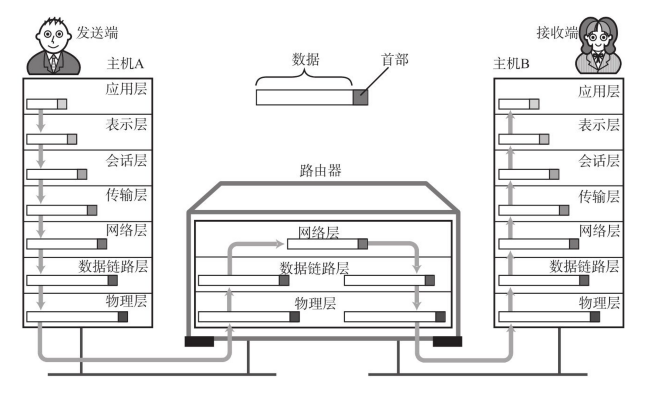 发送端
接收端
主机A
数据
首部
主机B
应用层
表示层
会话层
传输层
网络层
数据链路层
物理层
路由器
网络层
数据链路层
物理层
应用层
表示层
会话层
传输层
网络层
数据链路层
物理层